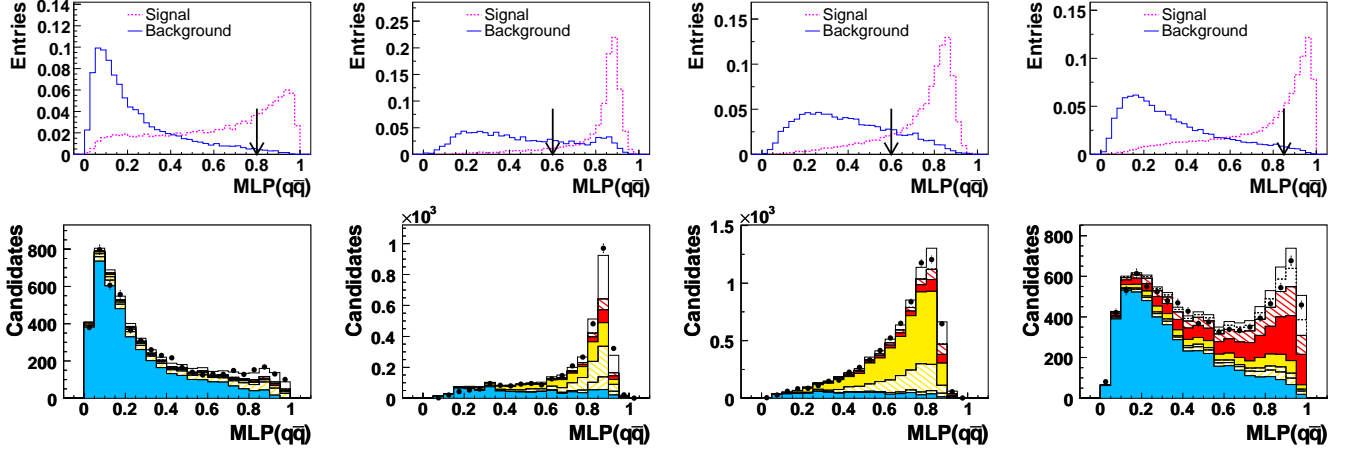 Entries
0.14
0.12
0.1
0.08
0.06
0.04
0.02
0
Signal
Background
0 0.2 0.4 0.6 0.8 1
MLP(qq̄)
Entries
0.25
0.2
0.15
0.1
0.05
0
Signal
Background
0 0.2 0.4 0.6 0.8 1
MLP(qq̄)
Entries
0.15
0.1
0.05
0
Signal
Background
0 0.2 0.4 0.6 0.8 1
MLP(qq̄)
Entries
0.15
0.1
0.05
0
Signal
Background
0 0.2 0.4 0.6 0.8 1
MLP(qq̄)
Candidates
800
600
400
200
0
0 0.2 0.4 0.6 0.8 1
MLP(qq̄)
×10³
Candidates
1
0.8
0.6
0.4
0.2
0
0 0.2 0.4 0.6 0.8 1
MLP(qq̄)
×10³
Candidates
1.5
1
0.5
0
0 0.2 0.4 0.6 0.8 1
MLP(qq̄)
Candidates
800
600
400
200
0
0 0.2 0.4 0.6 0.8 1
MLP(qq̄)